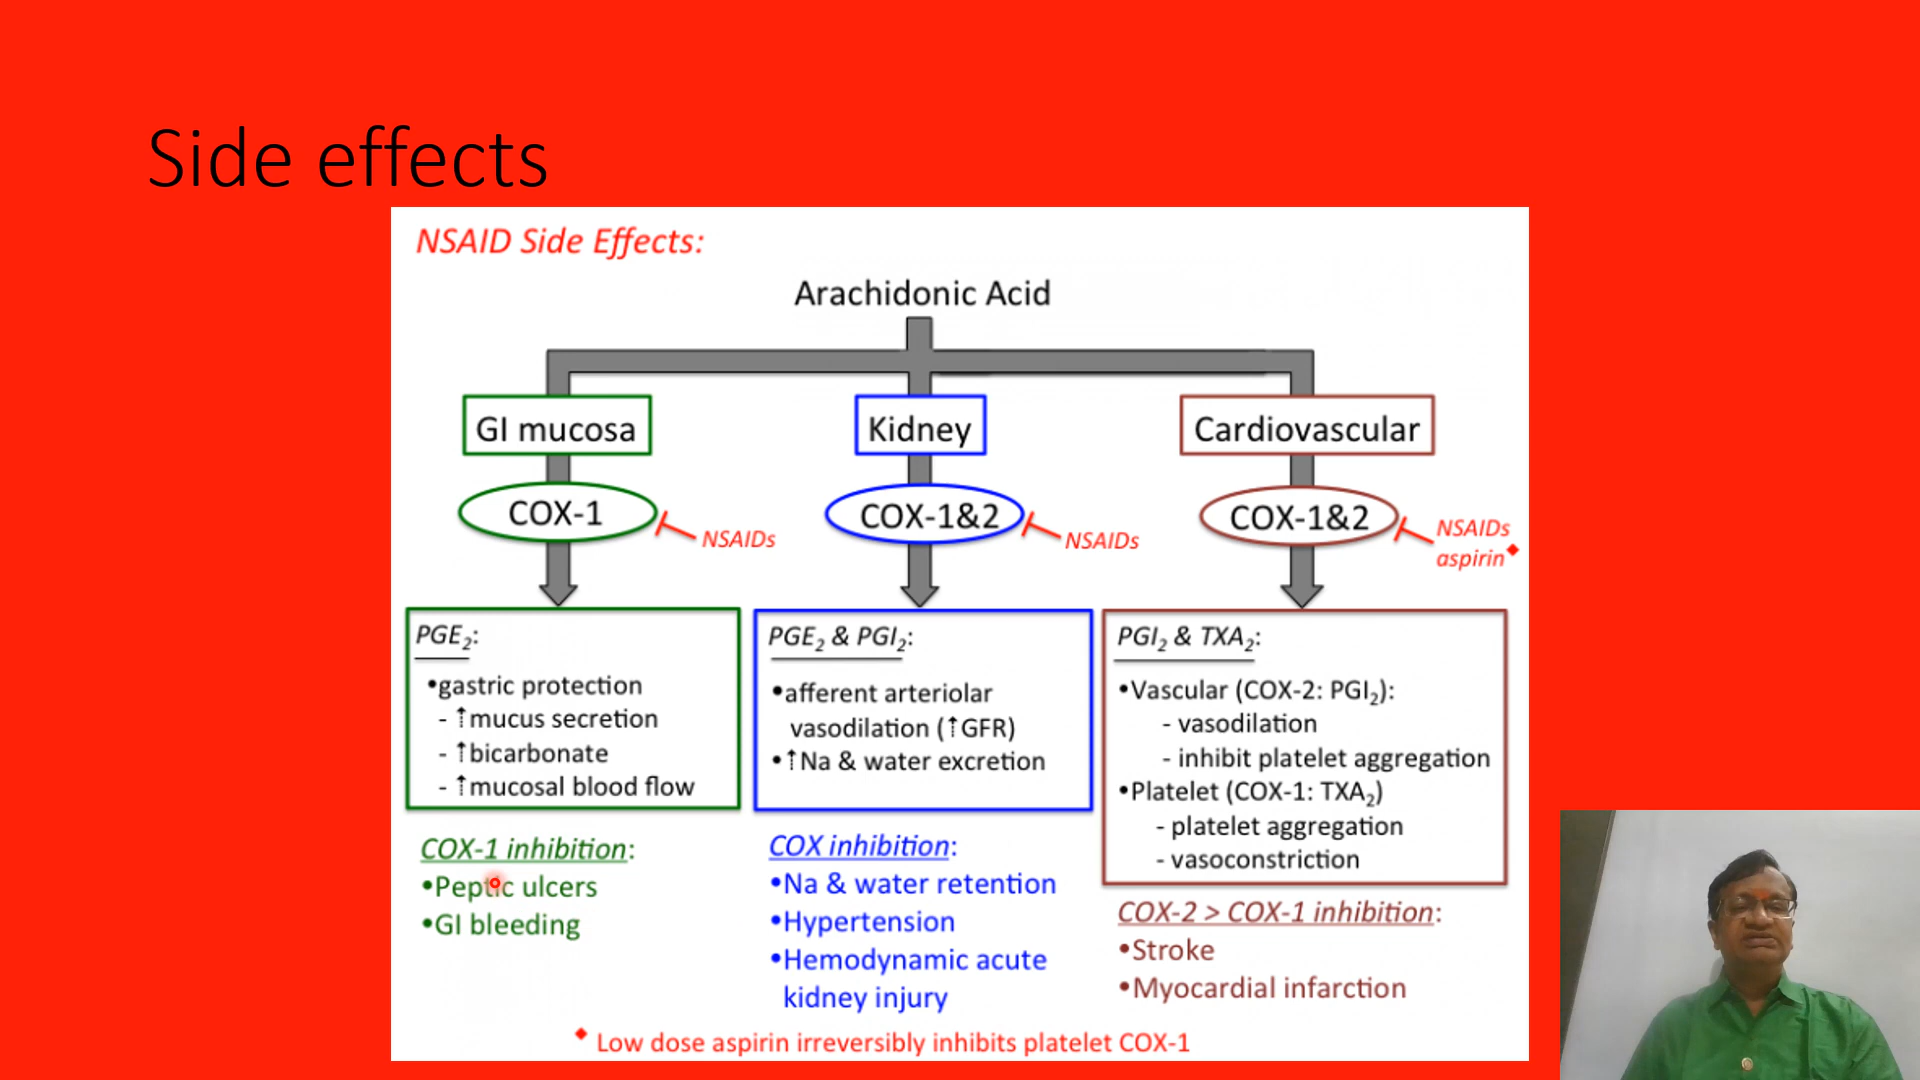 Side effects
NSAID Side Effects:
Arachidonic Acid
GI mucosa
Kidney
Cardiovascular
COX-1
NSAIDs
COX-1&2
NSAIDs
COX-1&2
NSAIDs
aspirin◆
PGE₂:
•gastric protection
- ↑mucus secretion
- ↑bicarbonate
- ↑mucosal blood flow
COX-1 inhibition:
•Peptic ulcers
•GI bleeding
PGE₂ & PGI₂:
•afferent arteriolar
vasodilation (↑GFR)
•↑Na & water excretion
COX inhibition:
•Na & water retention
•Hypertension
•Hemodynamic acute
kidney injury
PGI₂ & TXA₂:
•Vascular (COX-2: PGI₂):
- vasodilation
- inhibit platelet aggregation
•Platelet (COX-1: TXA₂)
- platelet aggregation
- vasoconstriction
COX-2 > COX-1 inhibition:
•Stroke
•Myocardial infarction
◆ Low dose aspirin irreversibly inhibits platelet COX-1